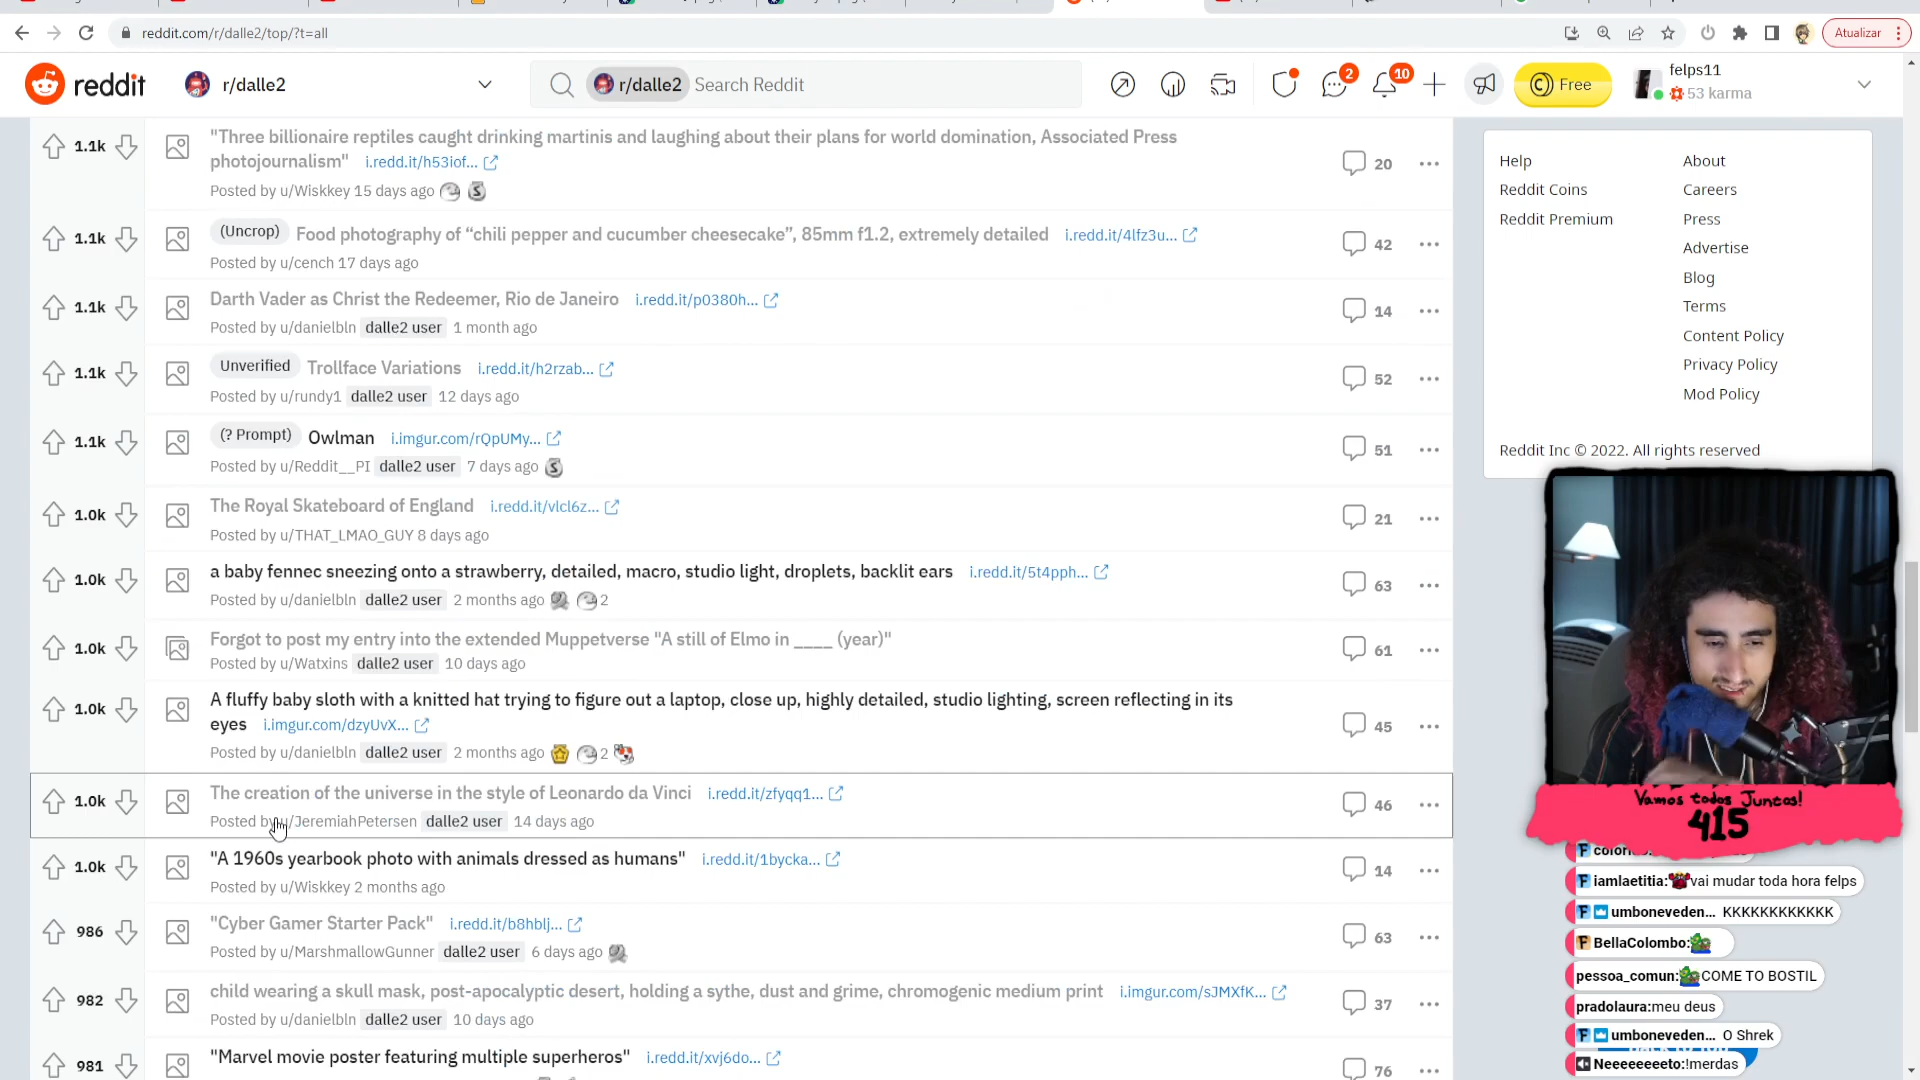 reddit.com/r/dalle2/top/?t=all
Atualizar
reddit
r/dalle2
r/dalle2 Search Reddit
2
10
Free
felps11
53 karma
1.1k
"Three billionaire reptiles caught drinking martinis and laughing about their plans for world domination, Associated Press
photojournalism" i.redd.it/h53iof...
20
Posted by u/Wiskkey 15 days ago
1.1k
(Uncrop) Food photography of “chili pepper and cucumber cheesecake”, 85mm f1.2, extremely detailed i.redd.it/4lfz3u...
42
Posted by u/cench 17 days ago
1.1k
Darth Vader as Christ the Redeemer, Rio de Janeiro i.redd.it/p0380h...
14
Posted by u/danielbln dalle2 user 1 month ago
1.1k
Unverified Trollface Variations i.redd.it/h2rzab...
52
Posted by u/rundy1 dalle2 user 12 days ago
1.1k
(? Prompt) Owlman i.imgur.com/rQpUMy...
51
Posted by u/Reddit__PI dalle2 user 7 days ago
1.0k
The Royal Skateboard of England i.redd.it/vlcl6z...
21
Posted by u/THAT_LMAO_GUY 8 days ago
1.0k
a baby fennec sneezing onto a strawberry, detailed, macro, studio light, droplets, backlit ears i.redd.it/5t4pph...
63
Posted by u/danielbln dalle2 user 2 months ago 2
1.0k
Forgot to post my entry into the extended Muppetverse "A still of Elmo in ____ (year)"
61
Posted by u/Watxins dalle2 user 10 days ago
1.0k
A fluffy baby sloth with a knitted hat trying to figure out a laptop, close up, highly detailed, studio lighting, screen reflecting in its
eyes i.imgur.com/dzyUvX...
45
Posted by u/danielbln dalle2 user 2 months ago 2
1.0k
The creation of the universe in the style of Leonardo da Vinci i.redd.it/zfyqq1...
46
Posted by u/JeremiahPetersen dalle2 user 14 days ago
1.0k
"A 1960s yearbook photo with animals dressed as humans" i.redd.it/1bycka...
14
Posted by u/Wiskkey 2 months ago
986
"Cyber Gamer Starter Pack" i.redd.it/b8hblj...
63
Posted by u/MarshmallowGunner dalle2 user 6 days ago
982
child wearing a skull mask, post-apocalyptic desert, holding a sythe, dust and grime, chromogenic medium print i.imgur.com/sJMXfK...
37
Posted by u/danielbln dalle2 user 10 days ago
981
"Marvel movie poster featuring multiple superheros" i.redd.it/xvj6do...
76
Help About
Reddit Coins Careers
Reddit Premium Press
Advertise
Blog
Terms
Content Policy
Privacy Policy
Mod Policy
Reddit Inc © 2022. All rights reserved
Vamos todos Juntos!
415
iamlaetitia: vai mudar toda hora felps
umboneveden... KKKKKKKKKKKK
BellaColombo:
pessoa_comun: COME TO BOSTIL
pradolaura: meu deus
umboneveden... O Shrek
Neeeeeeeeto: !merdas